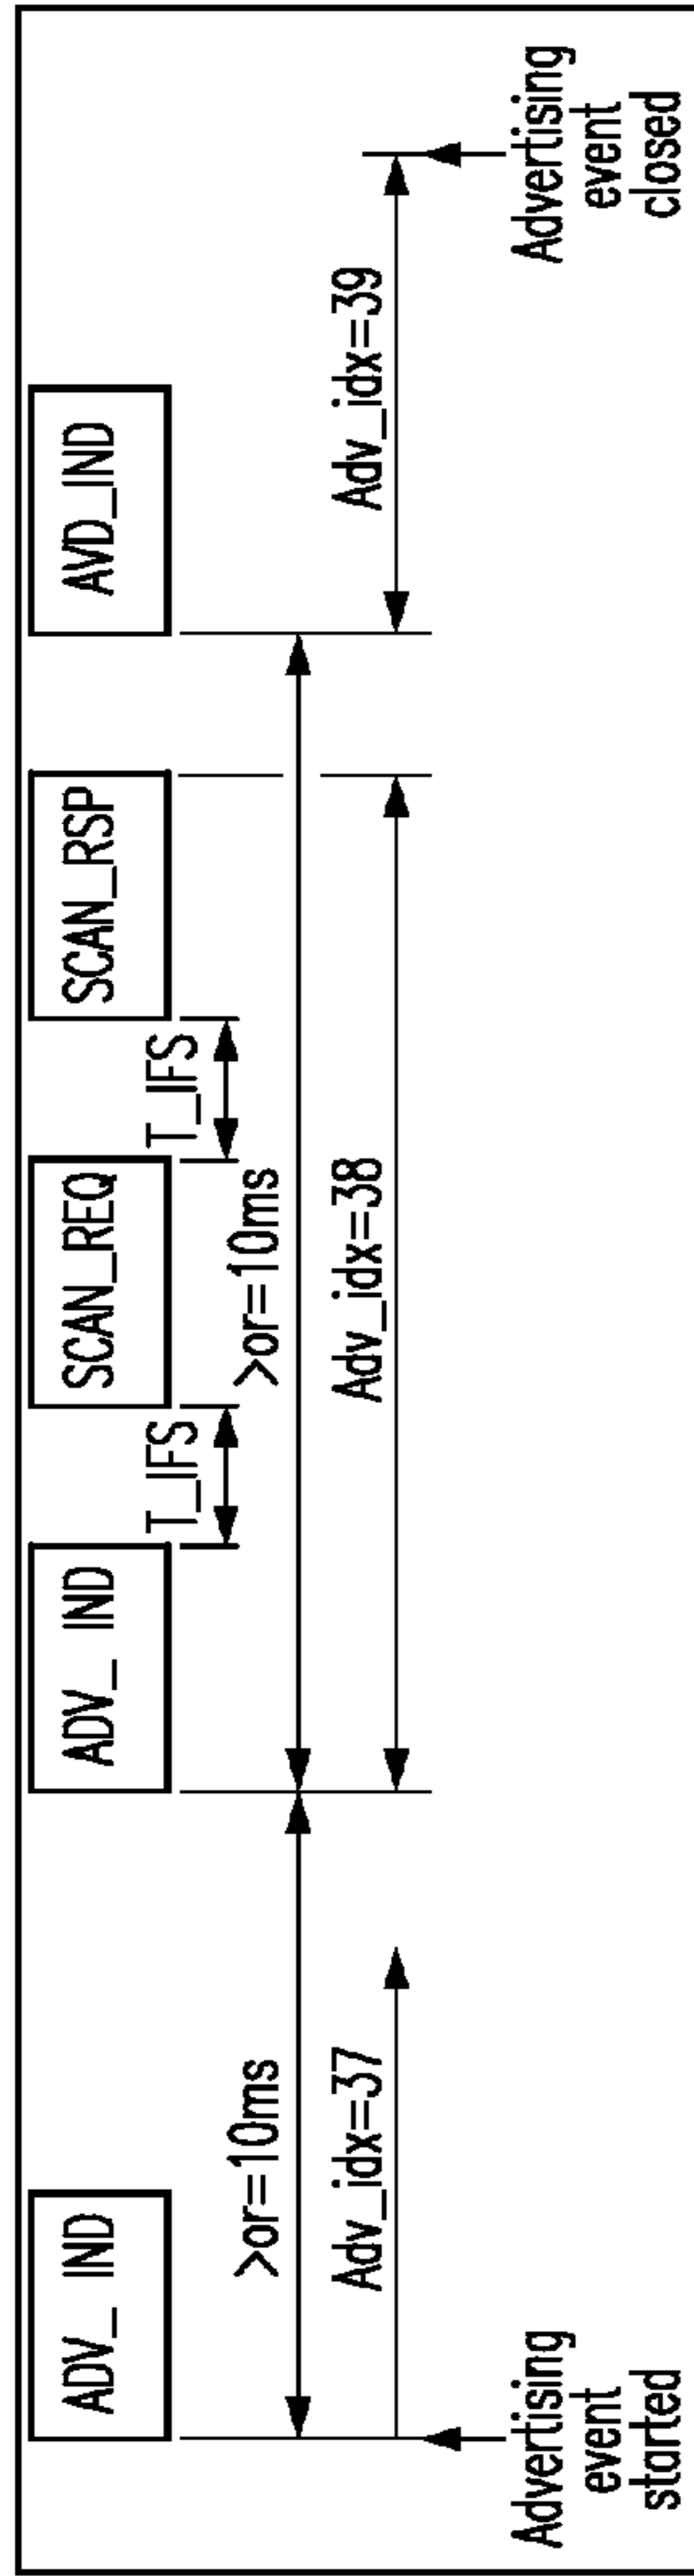 ADV_ IND
ADV_ IND
SCAN_REQ
SCAN_RSP
AVD_IND
T_IFS
T_IFS
>or=10ms
>or=10ms
Adv_idx=37
Adv_idx=38
Adv_idx=39
Advertising
event
started
Advertising
event
closed